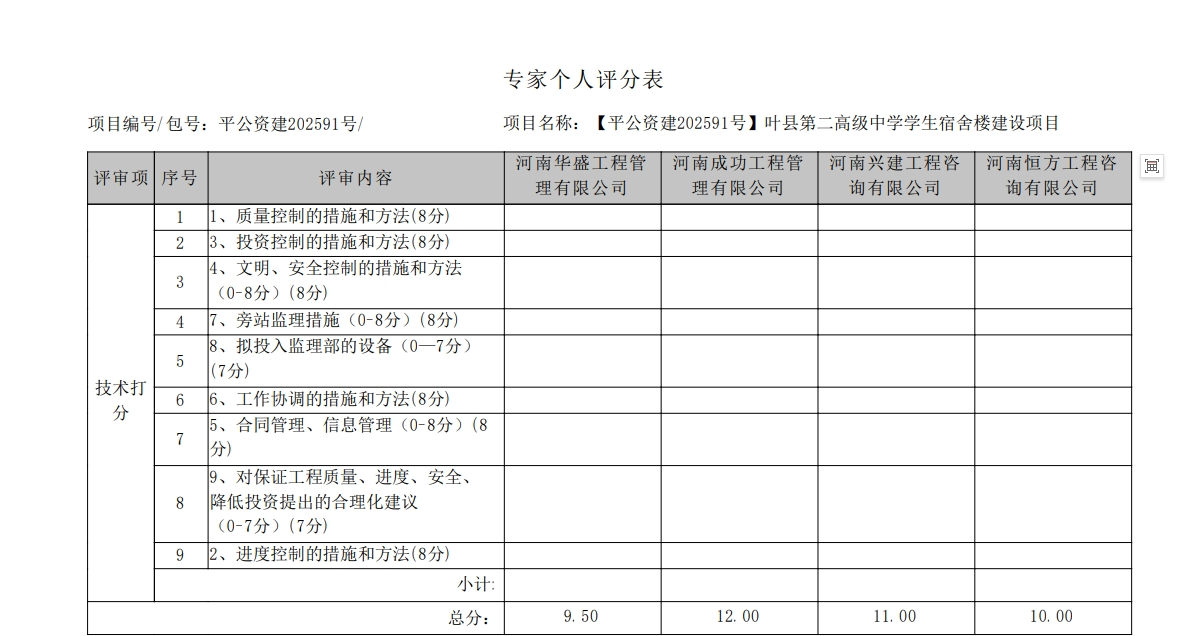 专家个人评分表
项目编号/包号：平公资建202591号/
项目名称：【平公资建202591号】叶县第二高级中学学生宿舍楼建设项目
评审项 序号 评审内容 河南华盛工程管 河南成功工程管 河南兴建工程咨 河南恒方工程咨
理有限公司 理有限公司 询有限公司 询有限公司
1 1、质量控制的措施和方法(8分)
2 3、投资控制的措施和方法(8分)
3 4、文明、安全控制的措施和方法
（0-8分）(8分)
4 7、旁站监理措施（0-8分）(8分)
5 8、拟投入监理部的设备（0—7分）
(7分)
技术打
分
6 6、工作协调的措施和方法(8分)
7 5、合同管理、信息管理（0-8分）(8
分)
8 9、对保证工程质量、进度、安全、
降低投资提出的合理化建议
（0-7分）(7分)
9 2、进度控制的措施和方法(8分)
小计:
总分： 9.50 12.00 11.00 10.00